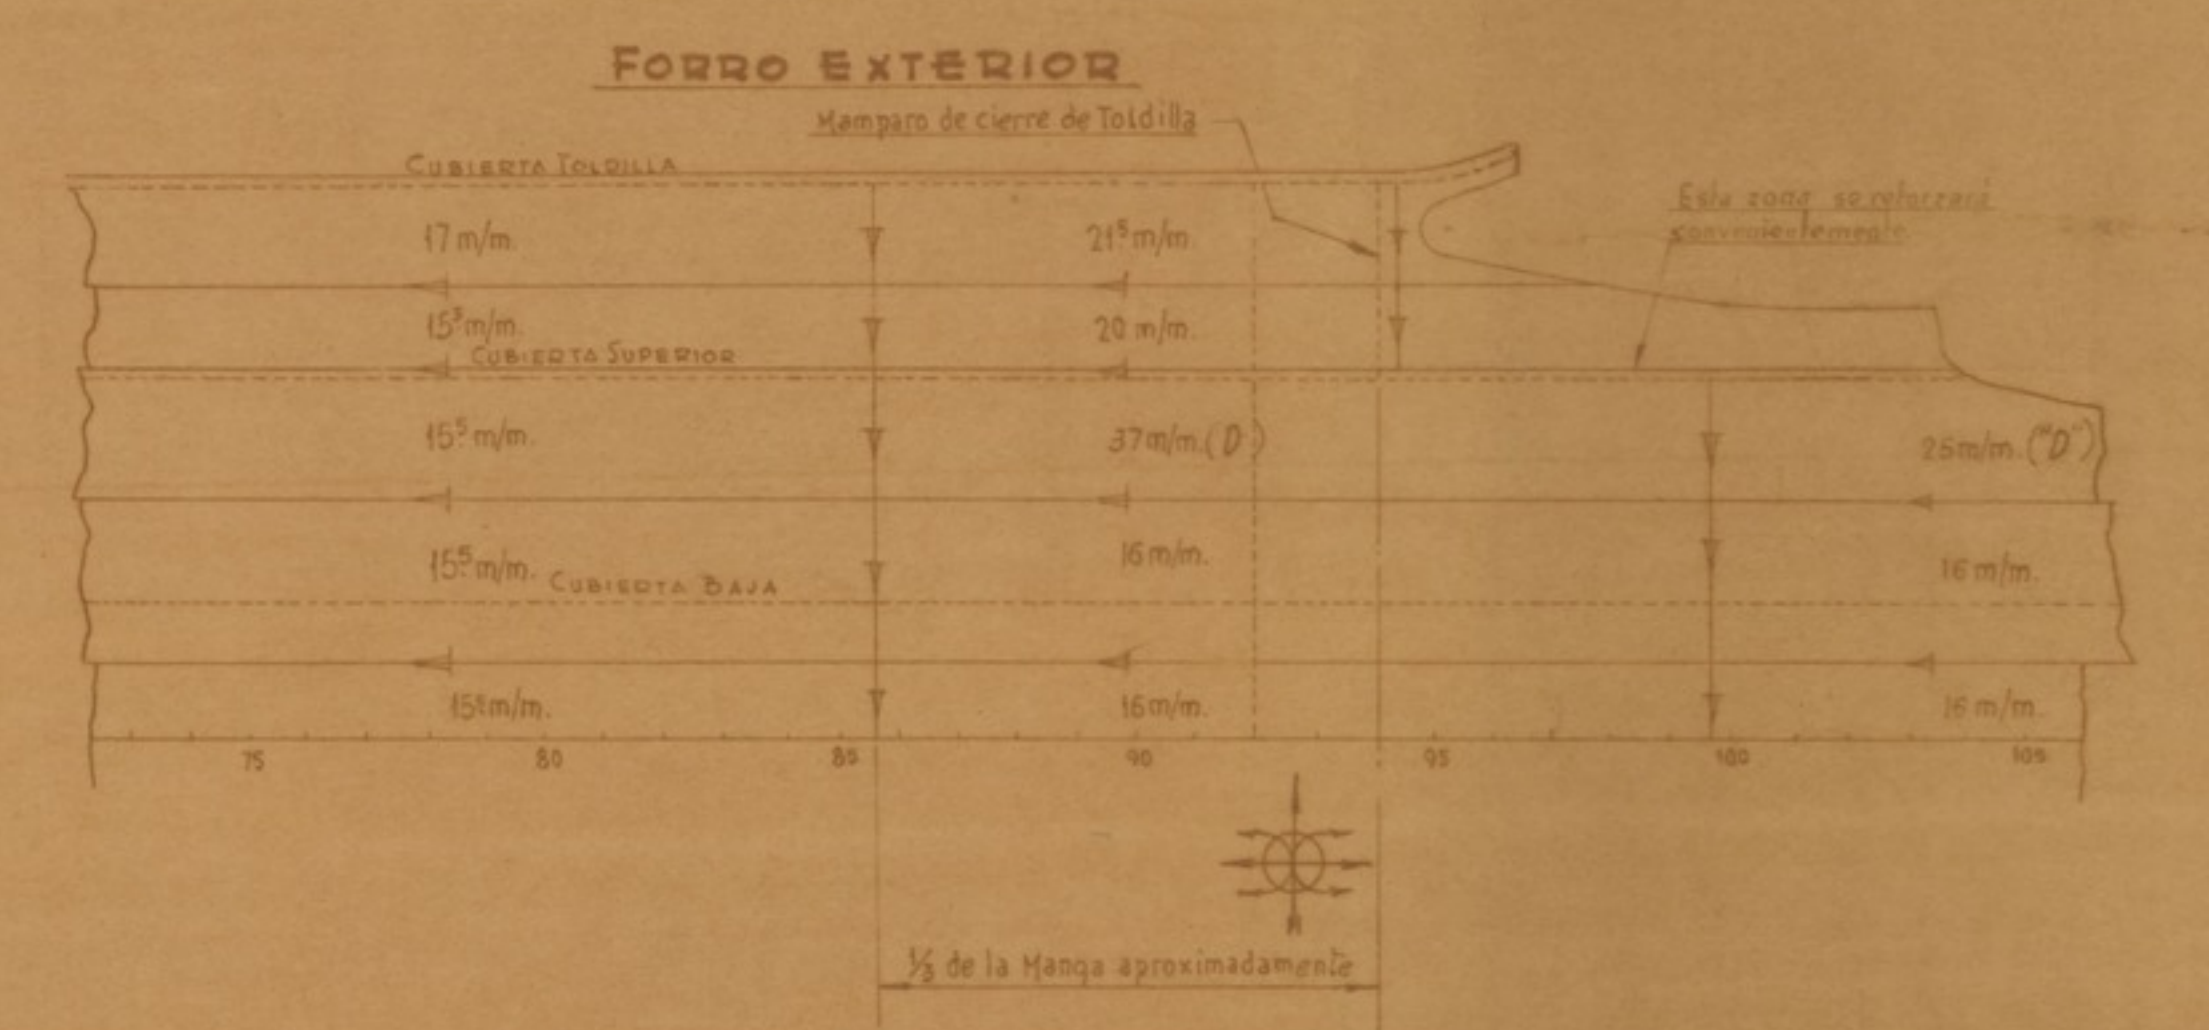 FORRO EXTERIOR
Mamparo de cierre de Toldilla
CUBIERTA TOLDILLA
Esta zona se reforzará
convenientemente.
17 m/m.
21⁵ m/m
15⁵ m/m.
20 m/m.
CUBIERTA SUPERIOR
15⁵ m/m.
37 m/m. (D)
25 m/m. ("D")
15⁵ m/m.
16 m/m.
16 m/m.
CUBIERTA BAJA
m/m.
16 m/m.
16 m/m.
75 80 85 90 95 100 105
⅓ de la Manga aproximadamente